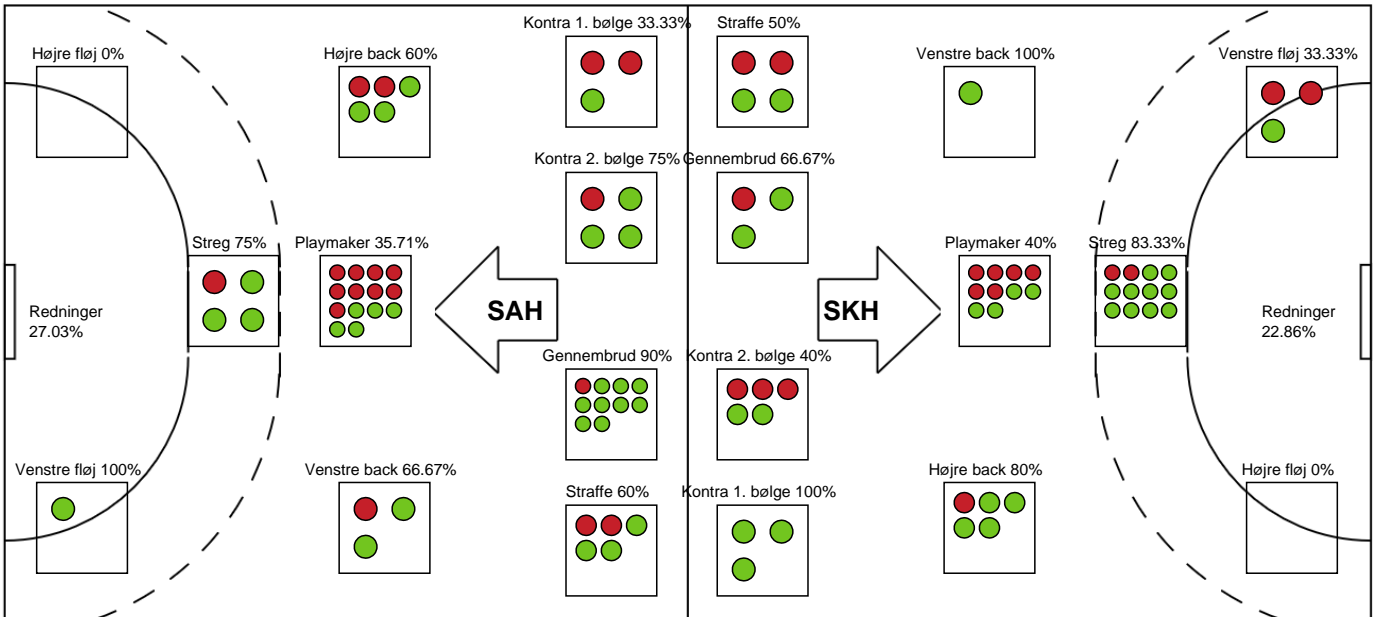 Kontra 1. bølge 33.33%
Straffe 50%
Højre fløj 0%
Højre back 60%
Venstre back 100%
Venstre fløj 33.33%
Kontra 2. bølge 75%
Gennembrud 66.67%
Streg 75%
Playmaker 35.71%
Playmaker 40%
Streg 83.33%
Redninger
27.03%
SAH
SKH
Redninger
22.86%
Gennembrud 90%
Kontra 2. bølge 40%
Venstre fløj 100%
Venstre back 66.67%
Højre back 80%
Højre fløj 0%
Straffe 60%
Kontra 1. bølge 100%